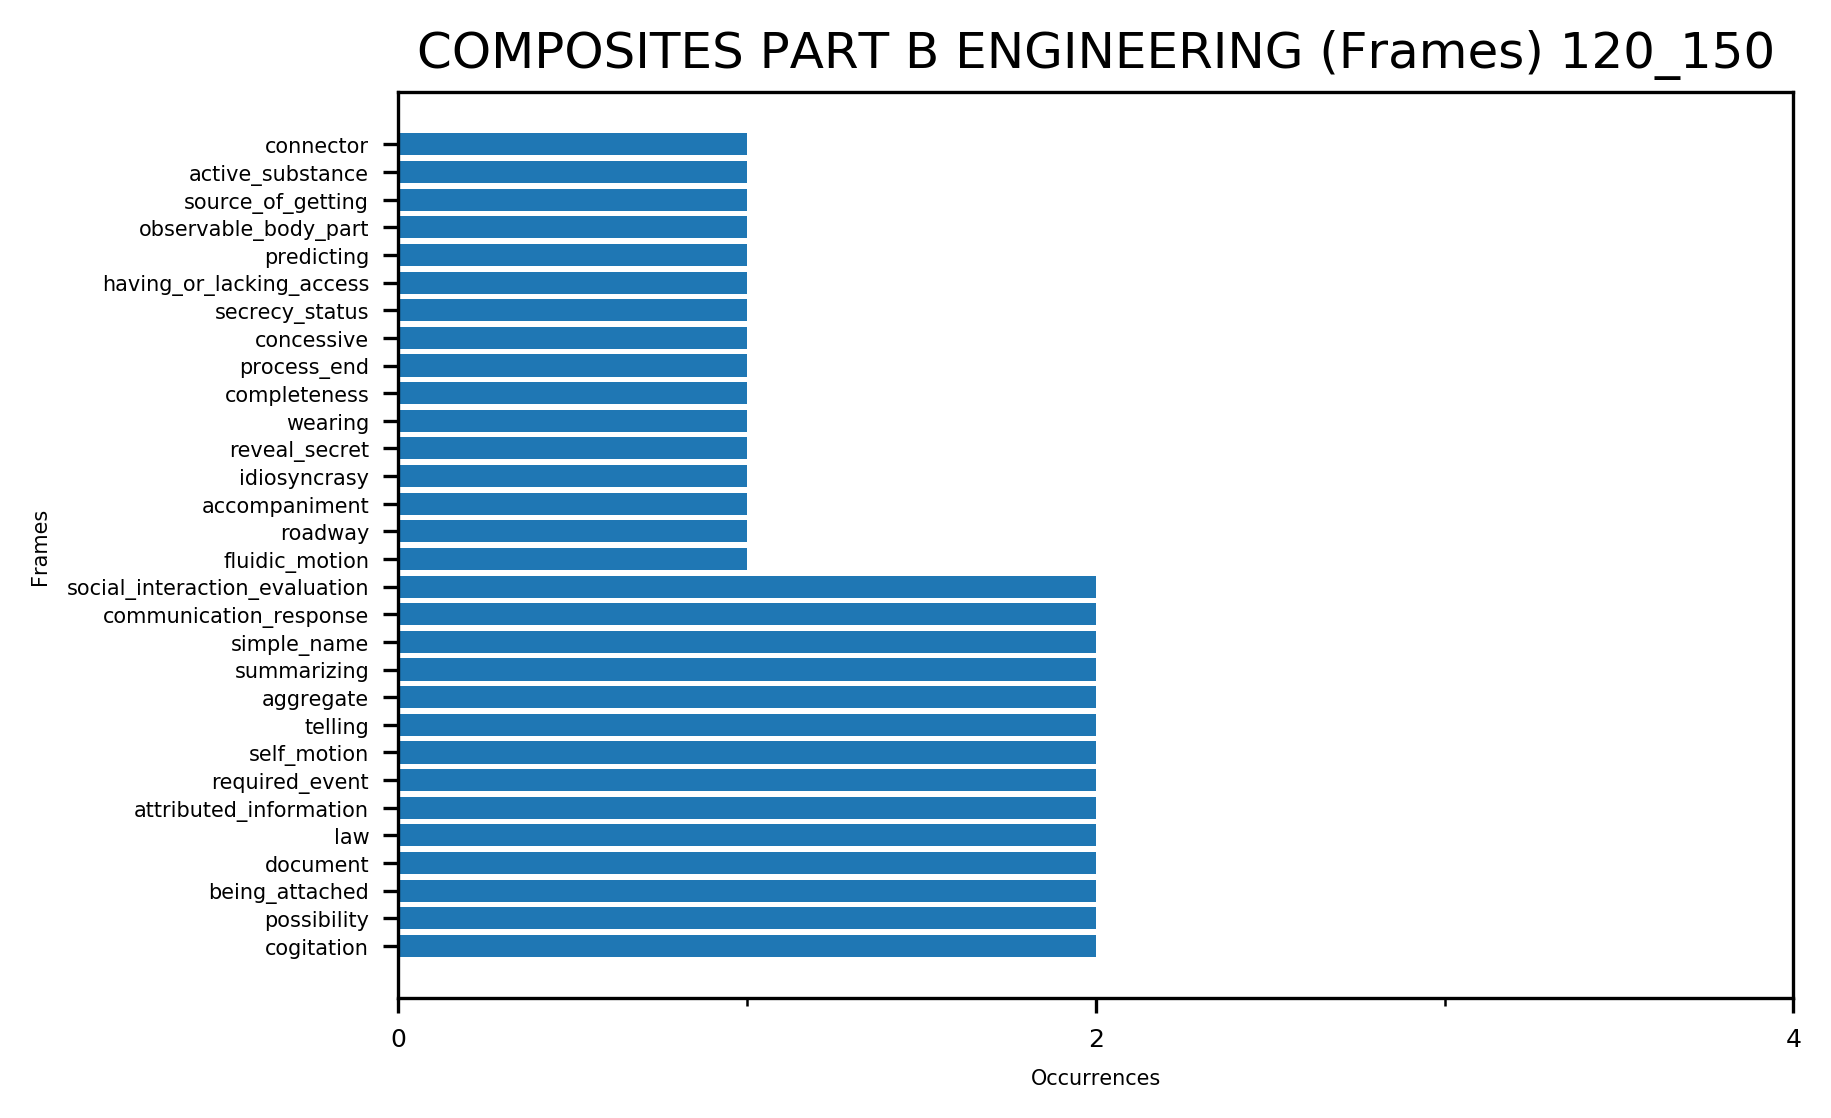 COMPOSITES PART B ENGINEERING (Frames) 120_150
connector
active_substance
source_of_getting
observable_body_part
predicting
having_or_lacking_access
secrecy_status
concessive
process_end
completeness
wearing
reveal_secret
idiosyncrasy
accompaniment
roadway
fluidic_motion
social_interaction_evaluation
communication_response
simple_name
summarizing
aggregate
telling
self_motion
required_event
attributed_information
law
document
being_attached
possibility
cogitation
Frames
0 2 4
Occurrences